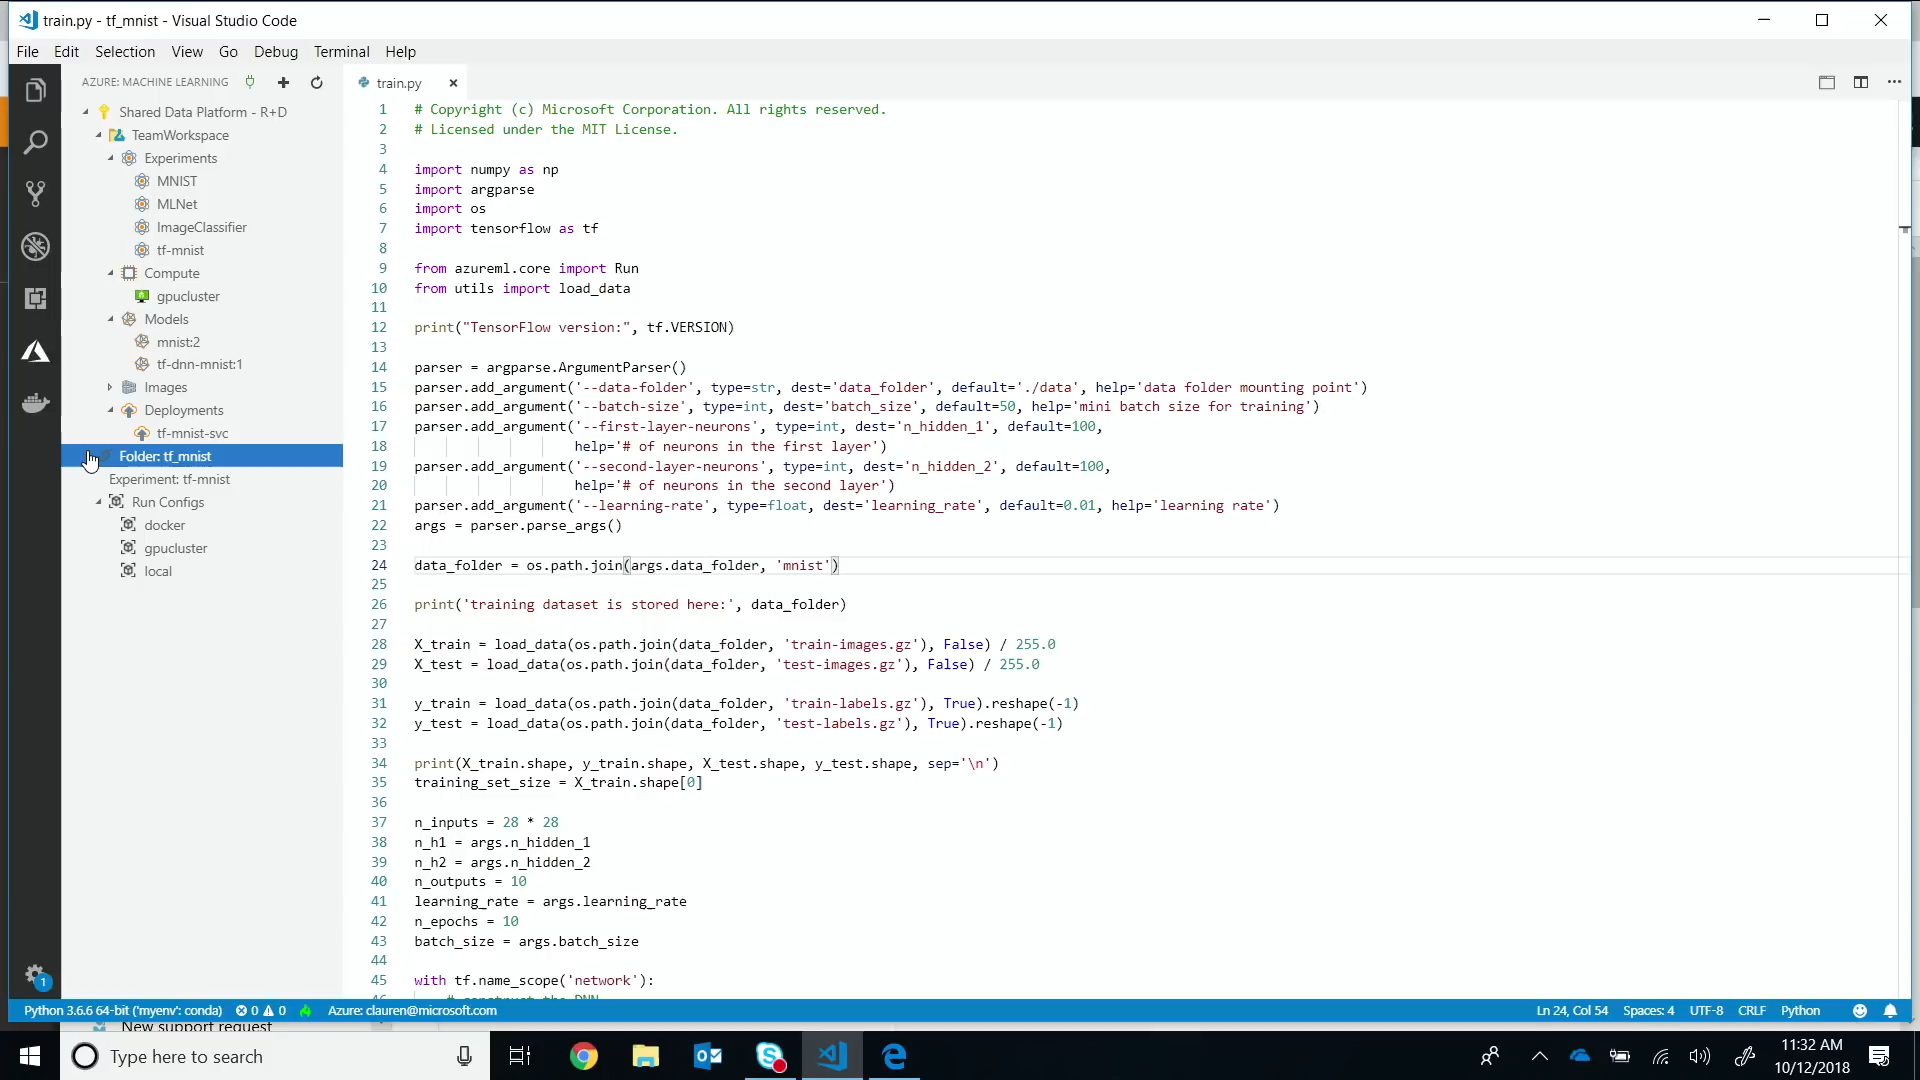 train.py - tf_mnist - Visual Studio Code
File Edit Selection View Go Debug Terminal Help
AZURE: MACHINE LEARNING
Shared Data Platform - R+D
TeamWorkspace
Experiments
MNIST
MLNet
ImageClassifier
tf-mnist
Compute
gpucluster
Models
mnist:2
tf-dnn-mnist:1
Images
Deployments
tf-mnist-svc
Folder: tf_mnist
Experiment: tf-mnist
Run Configs
docker
gpucluster
local
train.py
1 # Copyright (c) Microsoft Corporation. All rights reserved.
2 # Licensed under the MIT License.
3
4 import numpy as np
5 import argparse
6 import os
7 import tensorflow as tf
8
9 from azureml.core import Run
10 from utils import load_data
11
12 print("TensorFlow version:", tf.VERSION)
13
14 parser = argparse.ArgumentParser()
15 parser.add_argument('--data-folder', type=str, dest='data_folder', default='./data', help='data folder mounting point')
16 parser.add_argument('--batch-size', type=int, dest='batch_size', default=50, help='mini batch size for training')
17 parser.add_argument('--first-layer-neurons', type=int, dest='n_hidden_1', default=100,
18 help='# of neurons in the first layer')
19 parser.add_argument('--second-layer-neurons', type=int, dest='n_hidden_2', default=100,
20 help='# of neurons in the second layer')
21 parser.add_argument('--learning-rate', type=float, dest='learning_rate', default=0.01, help='learning rate')
22 args = parser.parse_args()
23
24 data_folder = os.path.join(args.data_folder, 'mnist')
25
26 print('training dataset is stored here:', data_folder)
27
28 X_train = load_data(os.path.join(data_folder, 'train-images.gz'), False) / 255.0
29 X_test = load_data(os.path.join(data_folder, 'test-images.gz'), False) / 255.0
30
31 y_train = load_data(os.path.join(data_folder, 'train-labels.gz'), True).reshape(-1)
32 y_test = load_data(os.path.join(data_folder, 'test-labels.gz'), True).reshape(-1)
33
34 print(X_train.shape, y_train.shape, X_test.shape, y_test.shape, sep='\n')
35 training_set_size = X_train.shape[0]
36
37 n_inputs = 28 * 28
38 n_h1 = args.n_hidden_1
39 n_h2 = args.n_hidden_2
40 n_outputs = 10
41 learning_rate = args.learning_rate
42 n_epochs = 10
43 batch_size = args.batch_size
44
45 with tf.name_scope('network'):
46 # construct the DNN
1
Python 3.6.6 64-bit ('myenv': conda) 0 0 Azure: clauren@microsoft.com Ln 24, Col 54 Spaces: 4 UTF-8 CRLF Python
New support request
Type here to search
11:32 AM
10/12/2018